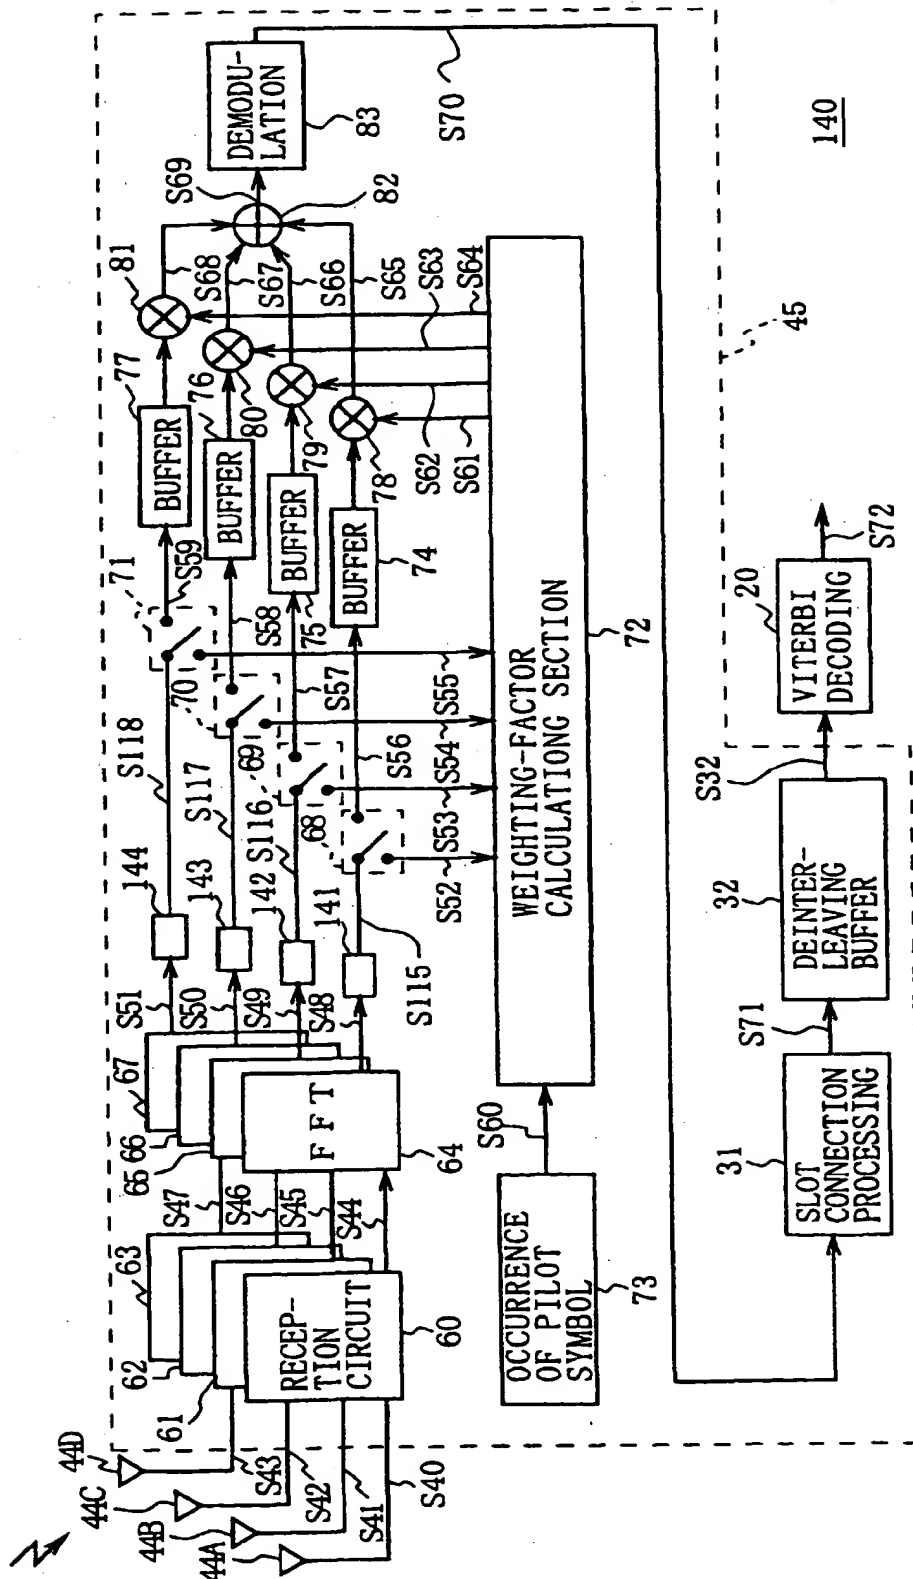 44A
44B
44C
44D
S40
S41
S42
S43
60
61
62
63
RECEP-
TION
CIRCUIT
S44
S45
S46
S47
64
65
66
67
F F T
S48
S49
S50
S51
141
142
143
144
S115
S116
S117
S118
68
69
70
71
S52
S53
S54
S55
S56
S57
S58
S59
BUFFER
74
BUFFER
75
BUFFER
76
BUFFER
77
78
79
80
81
S61
S62
S63
S64
S65
S66
S67
S68
82
S69
DEMODU-
LATION
83
S70
OCCURRENCE
OF PILOT
SYMBOL
73
S60
WEIGHTING-FACTOR
CALCULATIONG SECTION
72
31
SLOT
CONNECTION
PROCESSING
S71
32
DEINTER-
LEAVING
BUFFER
S32
20
VITERBI
DECODING
S72
45
140